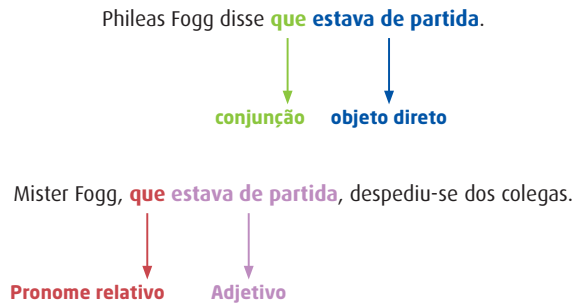 Phileas Fogg disse que estava de partida.
conjunção objeto direto
Mister Fogg, que estava de partida, despediu-se dos colegas.
Pronome relativo Adjetivo